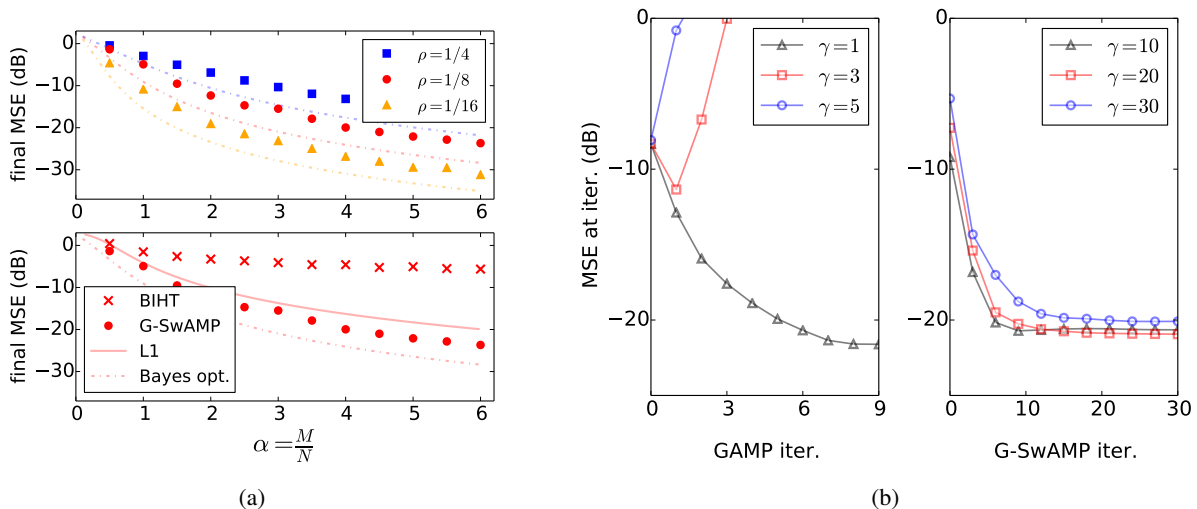 final MSE (dB)
0
−10
−20
−30
ρ=1/4
ρ=1/8
ρ=1/16
0 1 2 3 4 5 6
final MSE (dB)
0
−10
−20
−30
BIHT
G-SwAMP
L1
Bayes opt.
0 1 2 3 4 5 6
α=M/N
(a)
MSE at iter. (dB)
0
−10
−20
γ=1
γ=3
γ=5
0 3 6 9
GAMP iter.
0
−10
−20
γ=10
γ=20
γ=30
0 10 20 30
G-SwAMP iter.
(b)